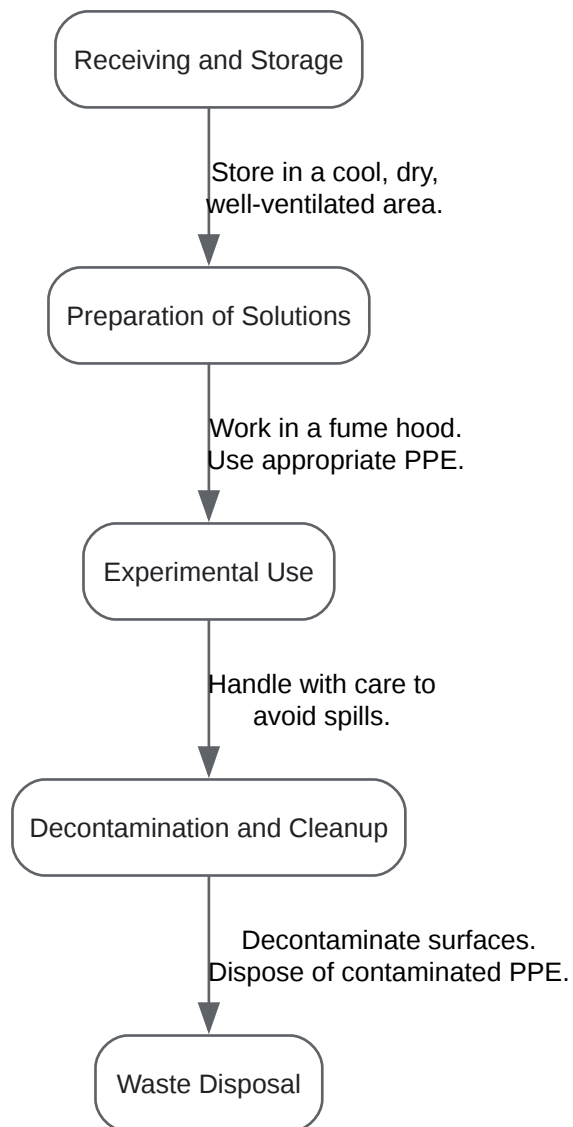 Receiving and Storage
Store in a cool, dry,
well-ventilated area.
Preparation of Solutions
Work in a fume hood.
Use appropriate PPE.
Experimental Use
Handle with care to
avoid spills.
Decontamination and Cleanup
Decontaminate surfaces.
Dispose of contaminated PPE.
Waste Disposal